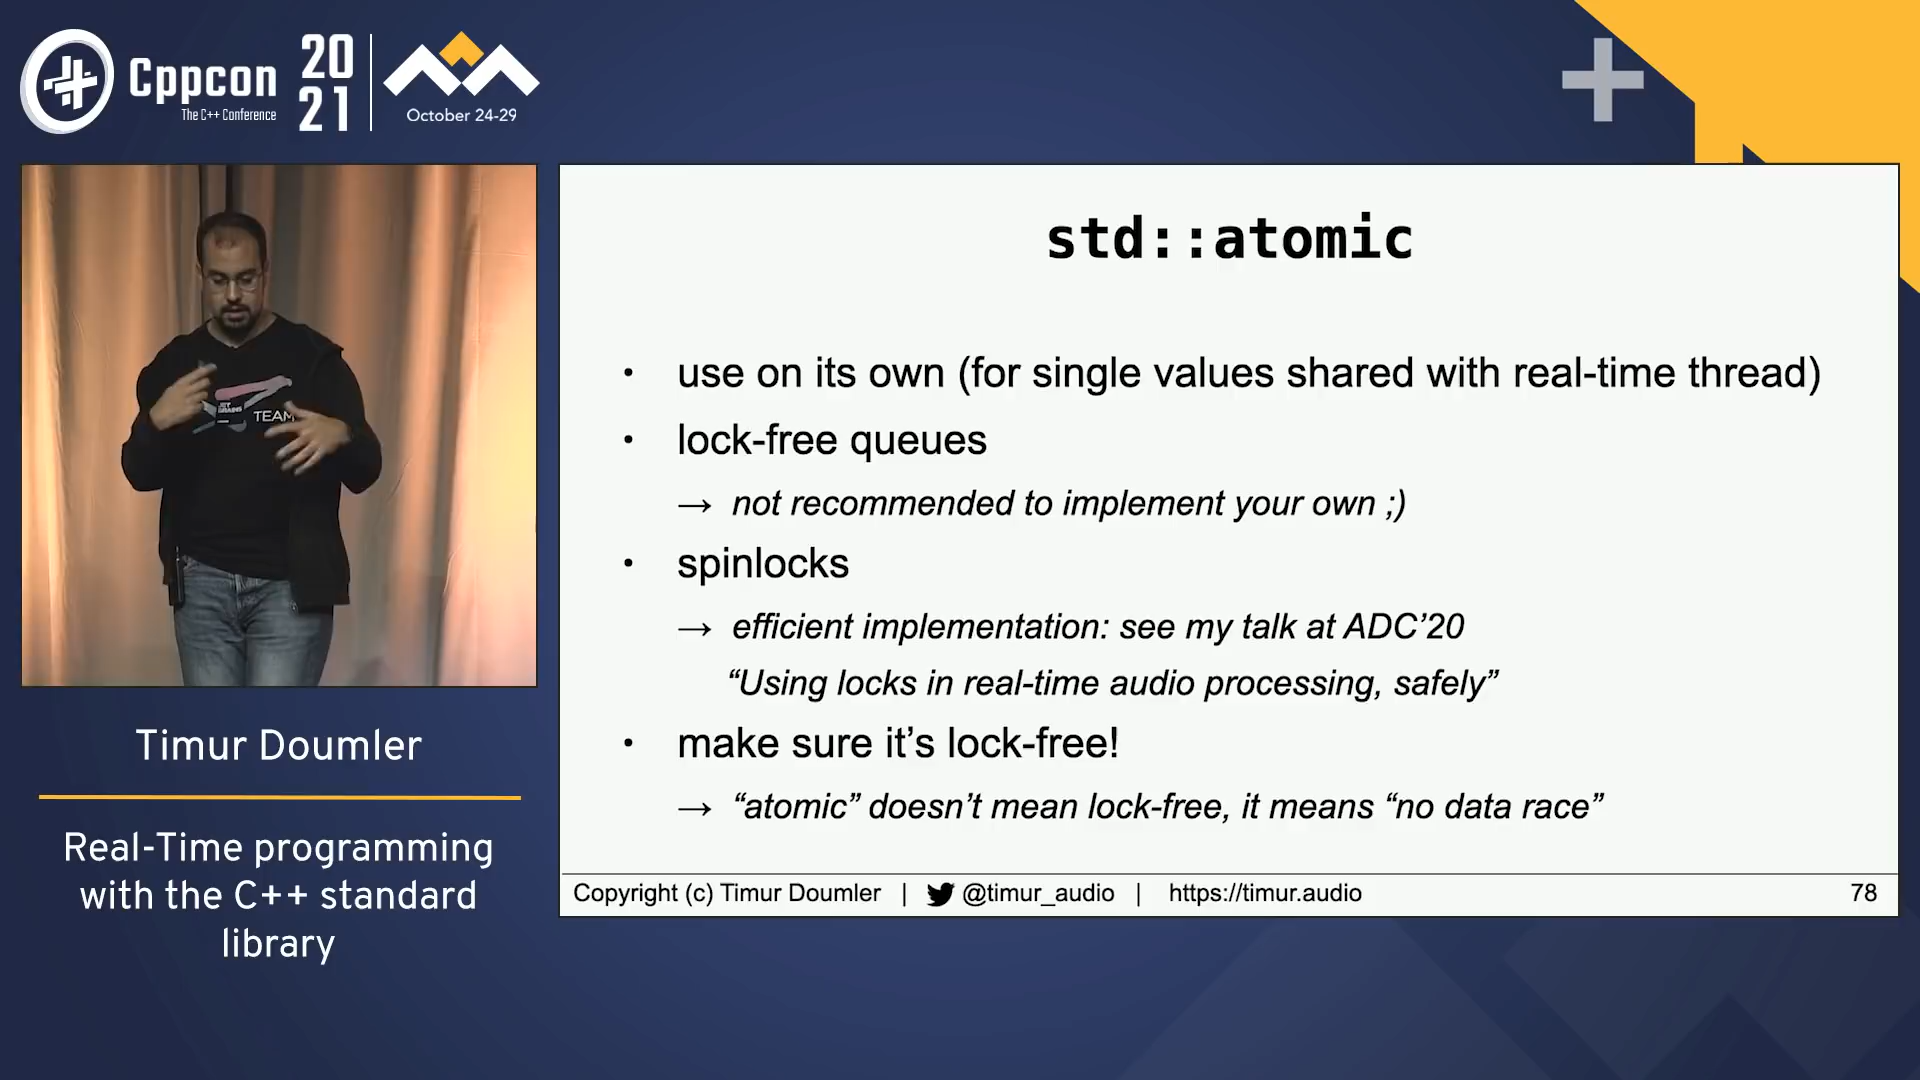 Cppcon
The C++ Conference
20
21
October 24-29
JET
BRAINS
TEAM
Timur Doumler
Real-Time programming
with the C++ standard
library
std::atomic
• use on its own (for single values shared with real-time thread)
• lock-free queues
→ not recommended to implement your own ;)
• spinlocks
→ efficient implementation: see my talk at ADC’20
“Using locks in real-time audio processing, safely”
• make sure it’s lock-free!
→ “atomic” doesn’t mean lock-free, it means “no data race”
Copyright (c) Timur Doumler | @timur_audio | https://timur.audio 78